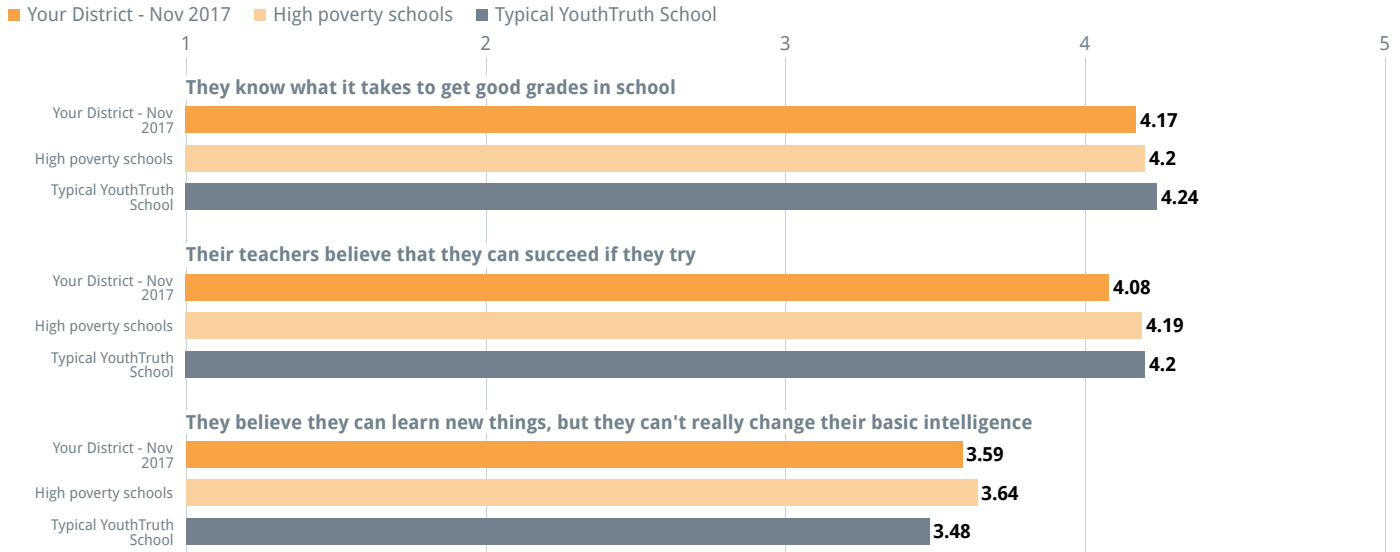 Your District - Nov 2017 High poverty schools Typical YouthTruth School
1 2 3 4 5
They know what it takes to get good grades in school
Your District - Nov
2017
4.17
High poverty schools 4.2
Typical YouthTruth
School
4.24
Their teachers believe that they can succeed if they try
Your District - Nov
2017
4.08
High poverty schools 4.19
Typical YouthTruth
School
4.2
They believe they can learn new things, but they can't really change their basic intelligence
Your District - Nov
2017
3.59
High poverty schools 3.64
Typical YouthTruth
School
3.48